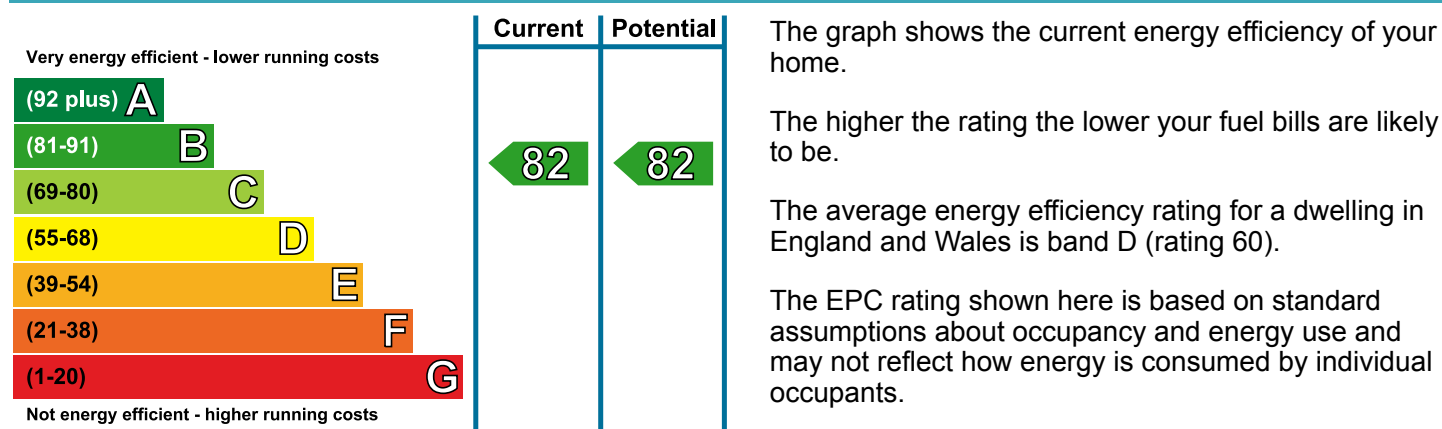 Current Potential
Very energy efficient - lower running costs
(92 plus) A
(81-91) B
(69-80) C
(55-68) D
(39-54) E
(21-38) F
(1-20) G
Not energy efficient - higher running costs
82 82
The graph shows the current energy efficiency of your
home.
The higher the rating the lower your fuel bills are likely
to be.
The average energy efficiency rating for a dwelling in
England and Wales is band D (rating 60).
The EPC rating shown here is based on standard
assumptions about occupancy and energy use and
may not reflect how energy is consumed by individual
occupants.